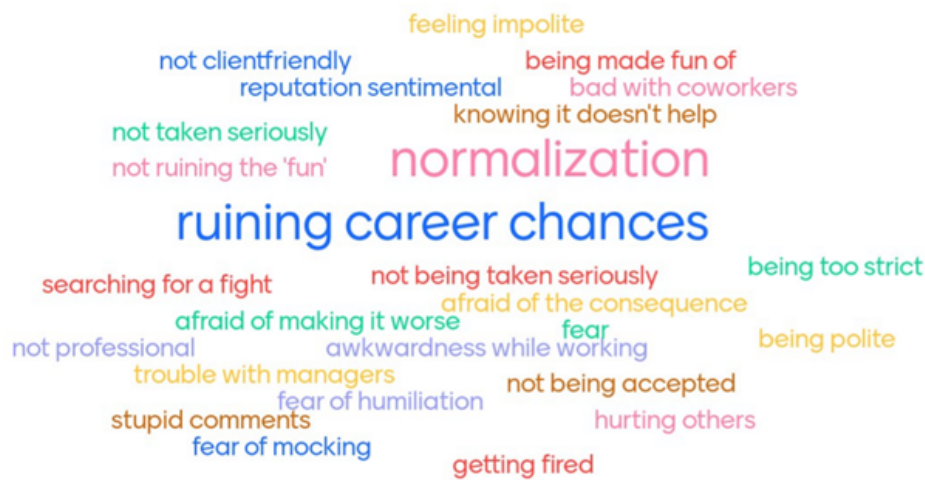 feeling impolite
not clientfriendly
being made fun of
reputation sentimental
bad with coworkers
knowing it doesn't help
not taken seriously
normalization
not ruining the 'fun'
ruining career chances
being too strict
not being taken seriously
searching for a fight
afraid of the consequence
afraid of making it worse
fear
being polite
not professional
awkwardness while working
trouble with managers
not being accepted
fear of humiliation
stupid comments
hurting others
fear of mocking
getting fired